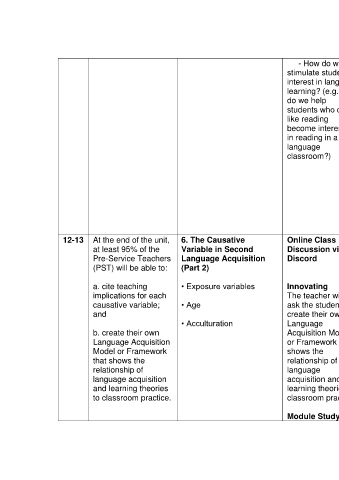 - How do w
stimulate stude
interest in lang
learning? (e.g.
do we help
students who d
like reading
become intere
in reading in a
language
classroom?)
12-13
At the end of the unit,
at least 95% of the
Pre-Service Teachers
(PST) will be able to:
a. cite teaching
implications for each
causative variable;
and
b. create their own
Language Acquisition
Model or Framework
that shows the
relationship of
language acquisition
and learning theories
to classroom practice.
6. The Causative
Variable in Second
Language Acquisition
(Part 2)
• Exposure variables
• Age
• Acculturation
Online Class
Discussion vi
Discord
Innovating
The teacher wi
ask the studen
create their ow
Language
Acquisition Mo
or Framework
shows the
relationship of
language
acquisition and
learning theori
classroom prac
Module Study